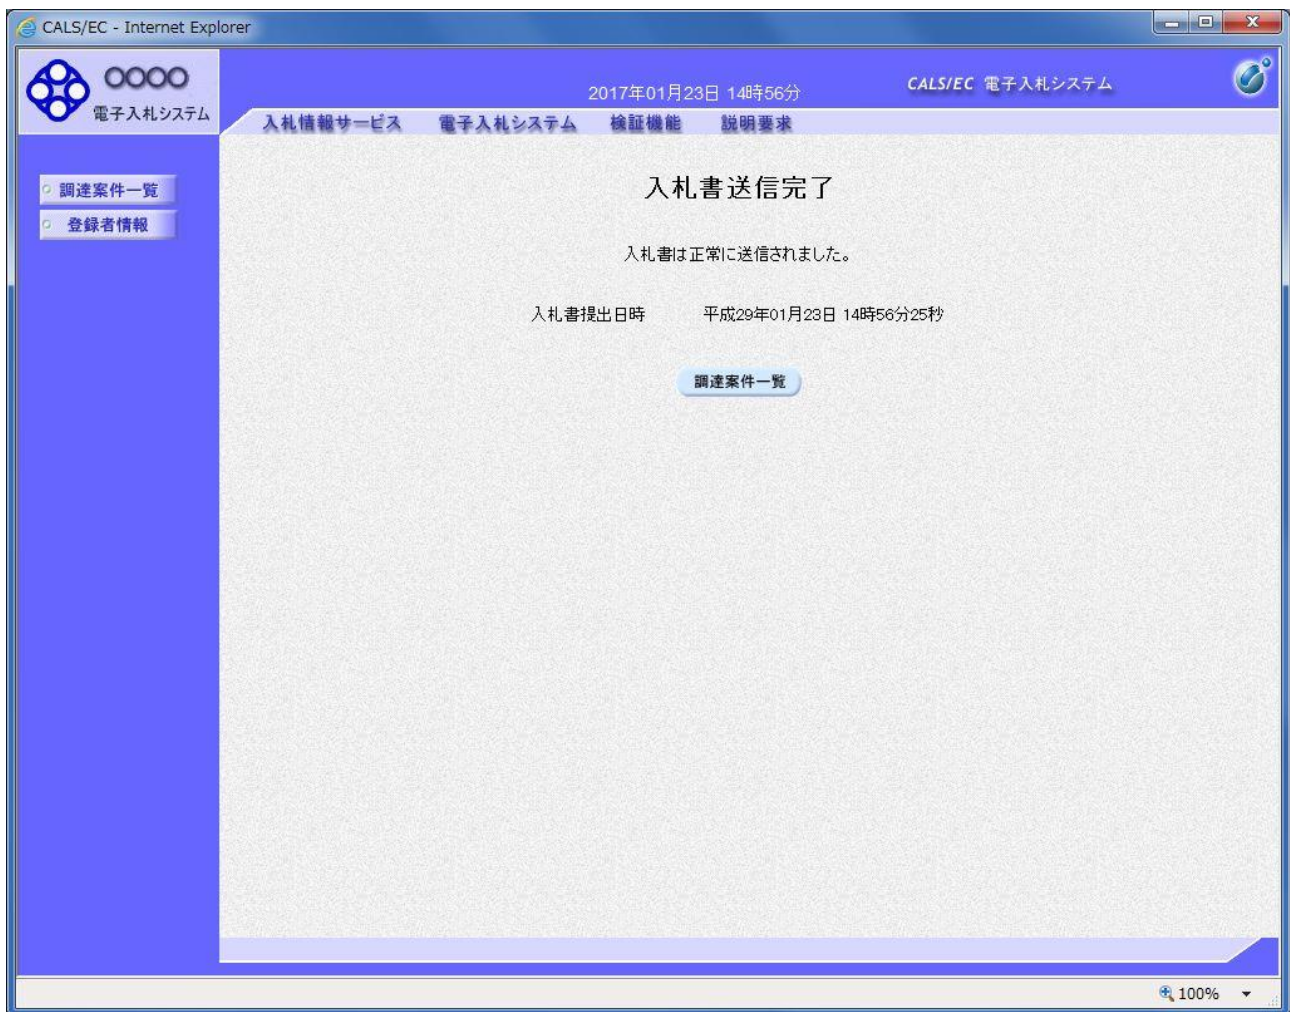 CALS/EC - Internet Explorer
○○○○
電子入札システム
2017年01月23日 14時56分
CALS/EC 電子入札システム
入札情報サービス 電子入札システム 検証機能 説明要求
調達案件一覧
登録者情報
入札書送信完了
入札書は正常に送信されました。
入札書提出日時 平成29年01月23日 14時56分25秒
調達案件一覧
100%